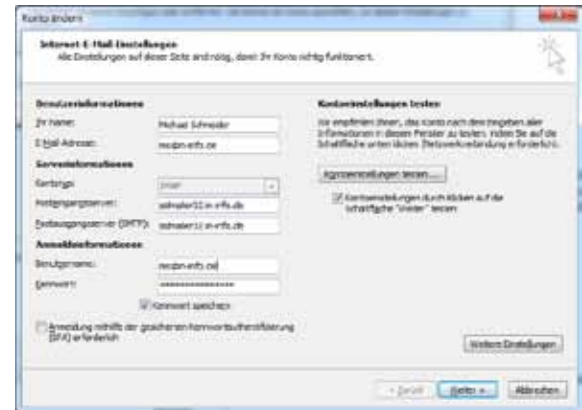 Konto ändern
Internet-E-Mail-Einstellungen
Alle Einstellungen auf dieser Seite sind nötig, damit Ihr Konto richtig funktioniert.
Benutzerinformationen
Ihr Name:
Michael Schneider
E-Mail-Adresse:
Serverinformationen
Kontotyp:
IMAP
Posteingangsserver:
Postausgangsserver (SMTP):
Anmeldeinformationen
Benutzername:
Kennwort:
****************
Kennwort speichern
Anmeldung mithilfe der gesicherten Kennwortauthentifizierung
(SPA) erforderlich
Kontoeinstellungen testen
Wir empfehlen Ihnen, das Konto nach dem Eingeben aller
Informationen in diesem Fenster zu testen, indem Sie auf die
Schaltfläche unten klicken (Netzwerkverbindung erforderlich).
Kontoeinstellungen testen...
Kontoeinstellungen durch Klicken auf die
Schaltfläche "Weiter" testen
Weitere Einstellungen
< Zurück
Weiter >
Abbrechen